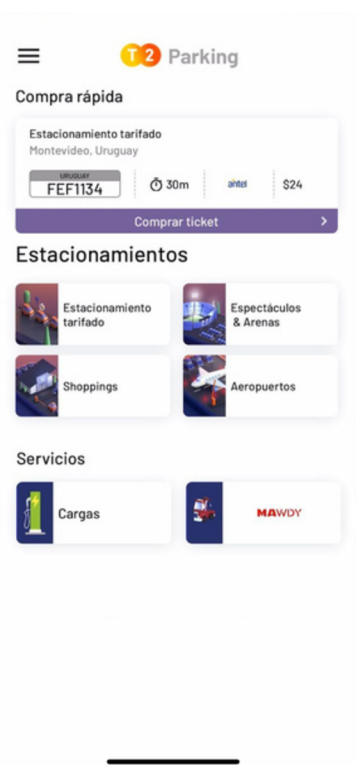 T2 Parking
Compra rápida
Estacionamiento tarifado
Montevideo, Uruguay
URUGUAY
FEF1134
30m
antel
$24
Comprar ticket
Estacionamientos
Estacionamiento
tarifado
Espectáculos
& Arenas
Shoppings
Aeropuertos
Servicios
Cargas
MAWDY